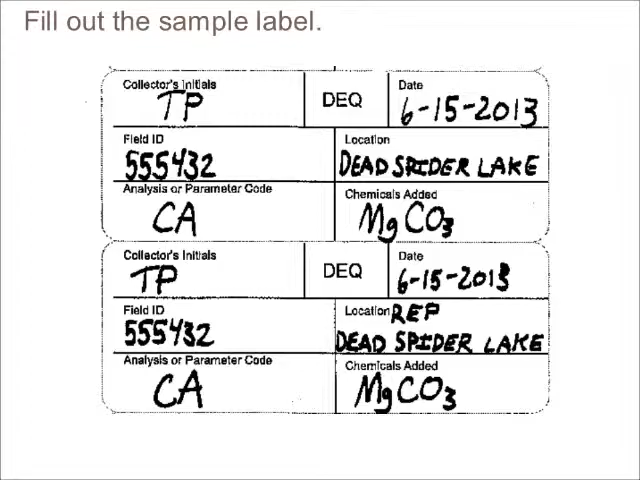 Fill out the sample label.
Collector's Initials DEQ Date
TP 6-15-2013
Field ID Location
555432 DEAD SPIDER LAKE
Analysis or Parameter Code Chemicals Added
CA MgCO3
Collector's Initials DEQ Date
TP 6-15-2013
Field ID Location REP
555432 DEAD SPIDER LAKE
Analysis or Parameter Code Chemicals Added
CA MgCO3